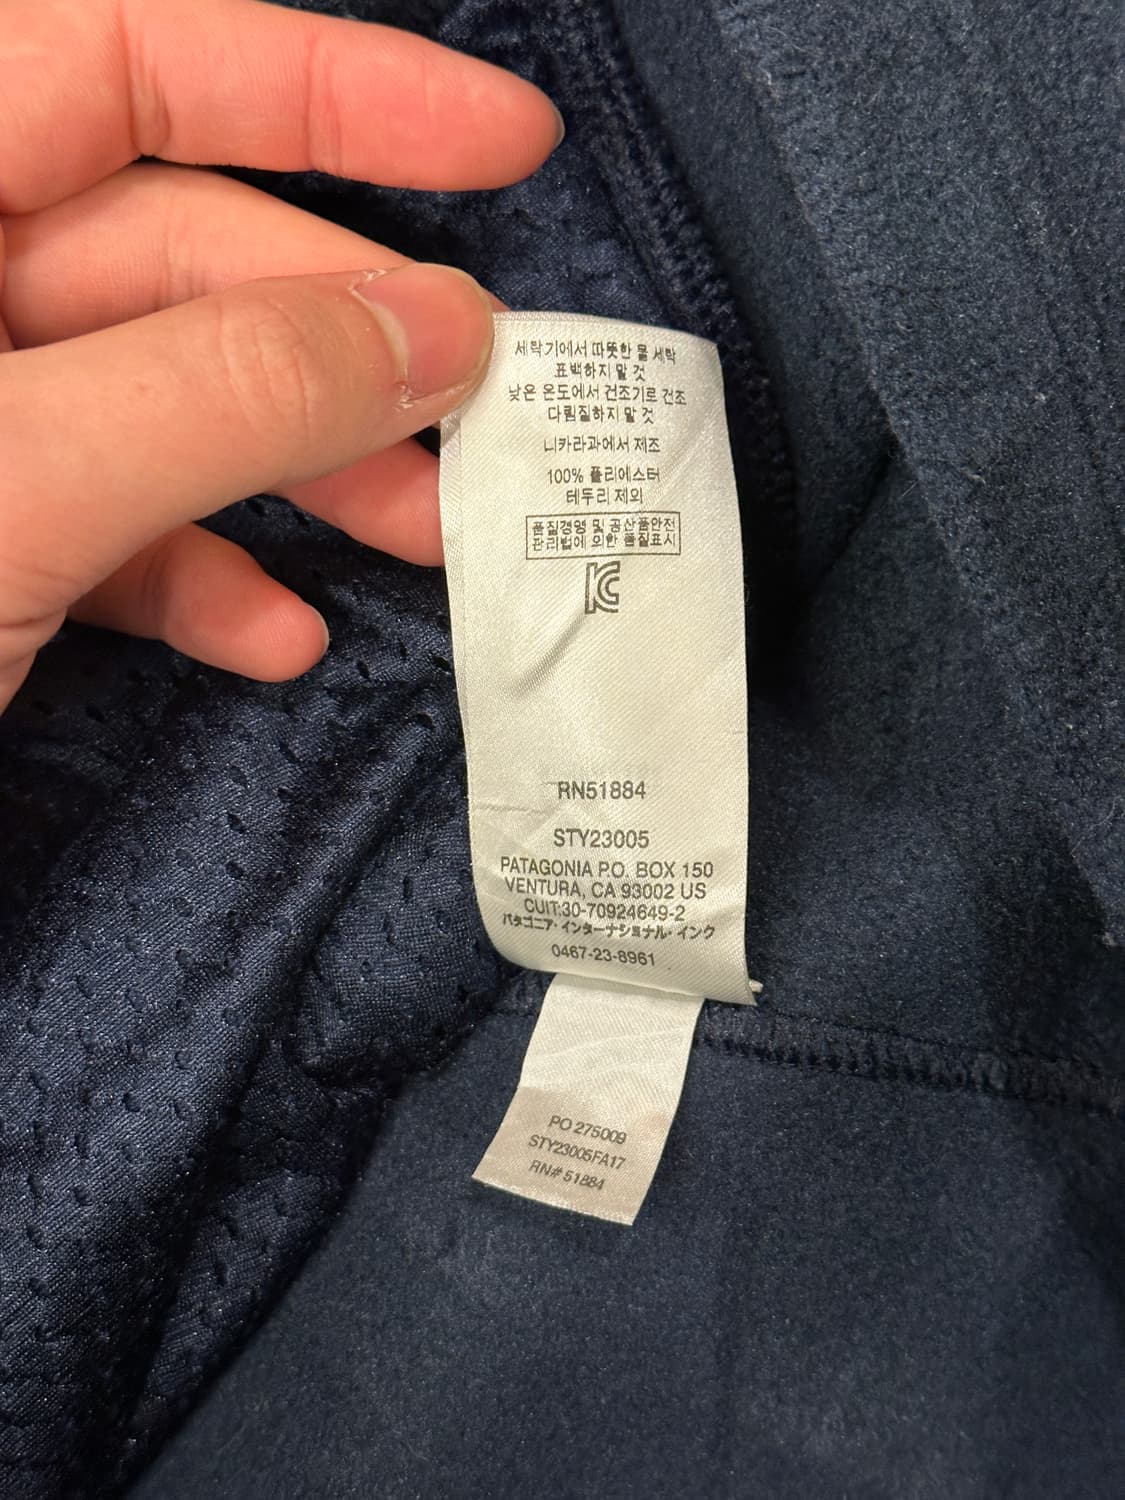 세탁기에서 따뜻한 물 세탁
표백하지 말 것
낮은 온도에서 건조기로 건조
다림질하지 말 것
니카라과에서 제조
100% 폴리에스터
테두리 제외
품질경영 및 공산품안전
관리법에 의한 품질표시
KC
RN51884
STY23005
PATAGONIA P.O. BOX 150
VENTURA, CA 93002 US
CUIT:30-70924649-2
パタゴニア・インターナショナル・インク
0467-23-8961
PO 275009
STY23005FA17
RN# 51884